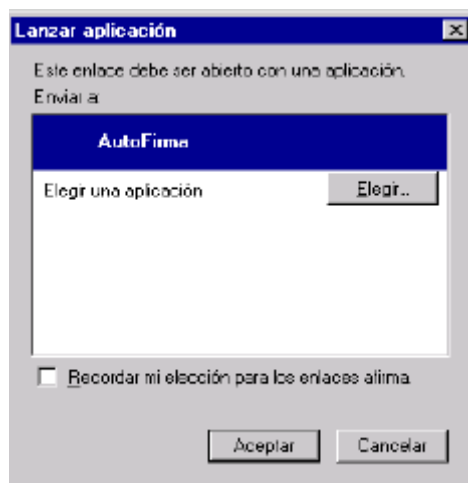 Lanzar aplicación
Este enlace debe ser abierto con una aplicación.
Enviar a:
AutoFirma
Elegir una aplicación
Elegir...
Recordar mi elección para los enlaces afirma.
Aceptar
Cancelar